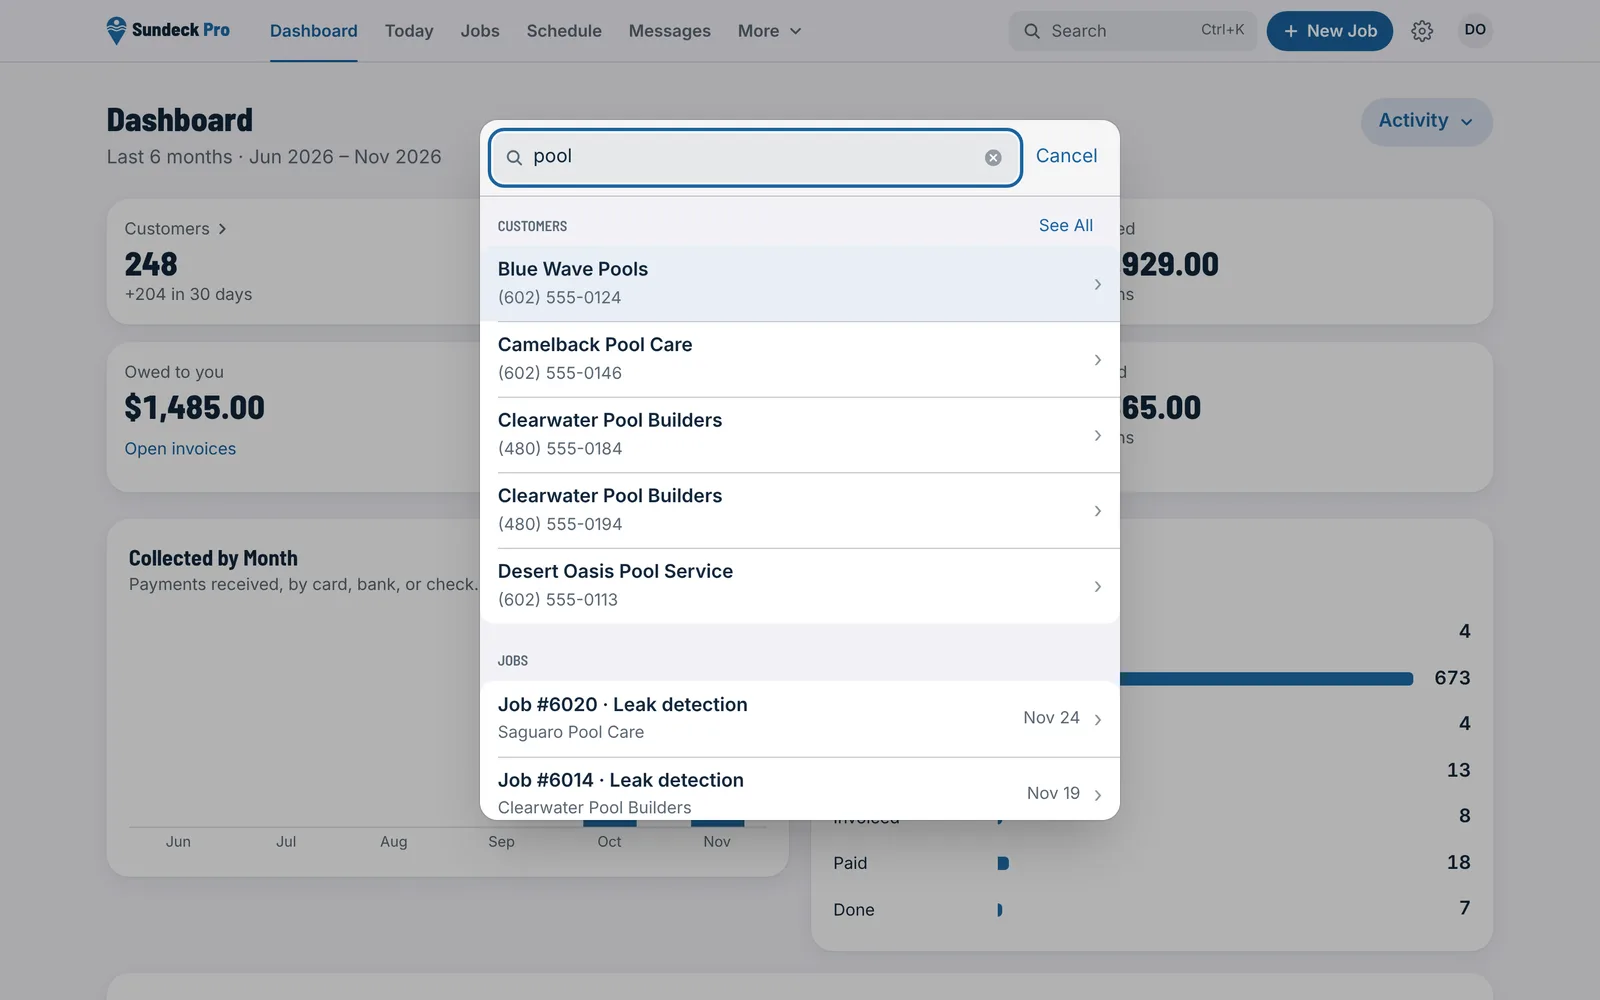 Sundeck Pro
Dashboard
Today
Jobs
Schedule
Messages
More
Search
Ctrl+K
+ New Job
DO
Dashboard
Last 6 months · Jun 2026 – Nov 2026
Activity
pool
Cancel
CUSTOMERS
See All
Blue Wave Pools
(602) 555-0124
Camelback Pool Care
(602) 555-0146
Clearwater Pool Builders
(480) 555-0184
Clearwater Pool Builders
(480) 555-0194
Desert Oasis Pool Service
(602) 555-0113
JOBS
Job #6020 · Leak detection
Saguaro Pool Care
Nov 24
Job #6014 · Leak detection
Clearwater Pool Builders
Nov 19
Customers
248
+204 in 30 days
929.00
Owed to you
$1,485.00
Open invoices
65.00
Collected by Month
Payments received, by card, bank, or check.
Jun
Jul
Aug
Sep
Oct
Nov
4
673
4
13
8
Paid
18
Done
7